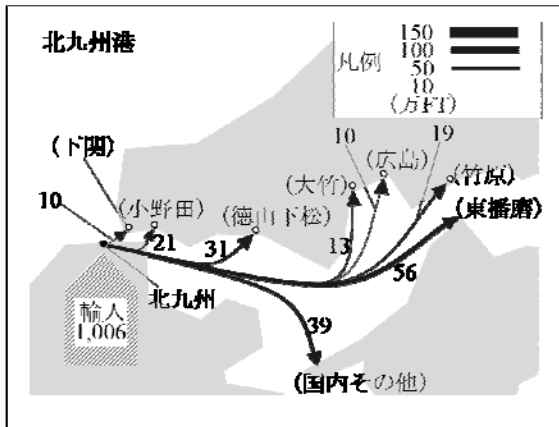 北九州港
凡例
150
100
50
10
(万FT)
(下関)
10
(小野田)
21
(徳山下松)
31
(大竹)
13
10
(広島)
19
(竹原)
(東播磨)
56
北九州
輸入
1,006
39
(国内その他)